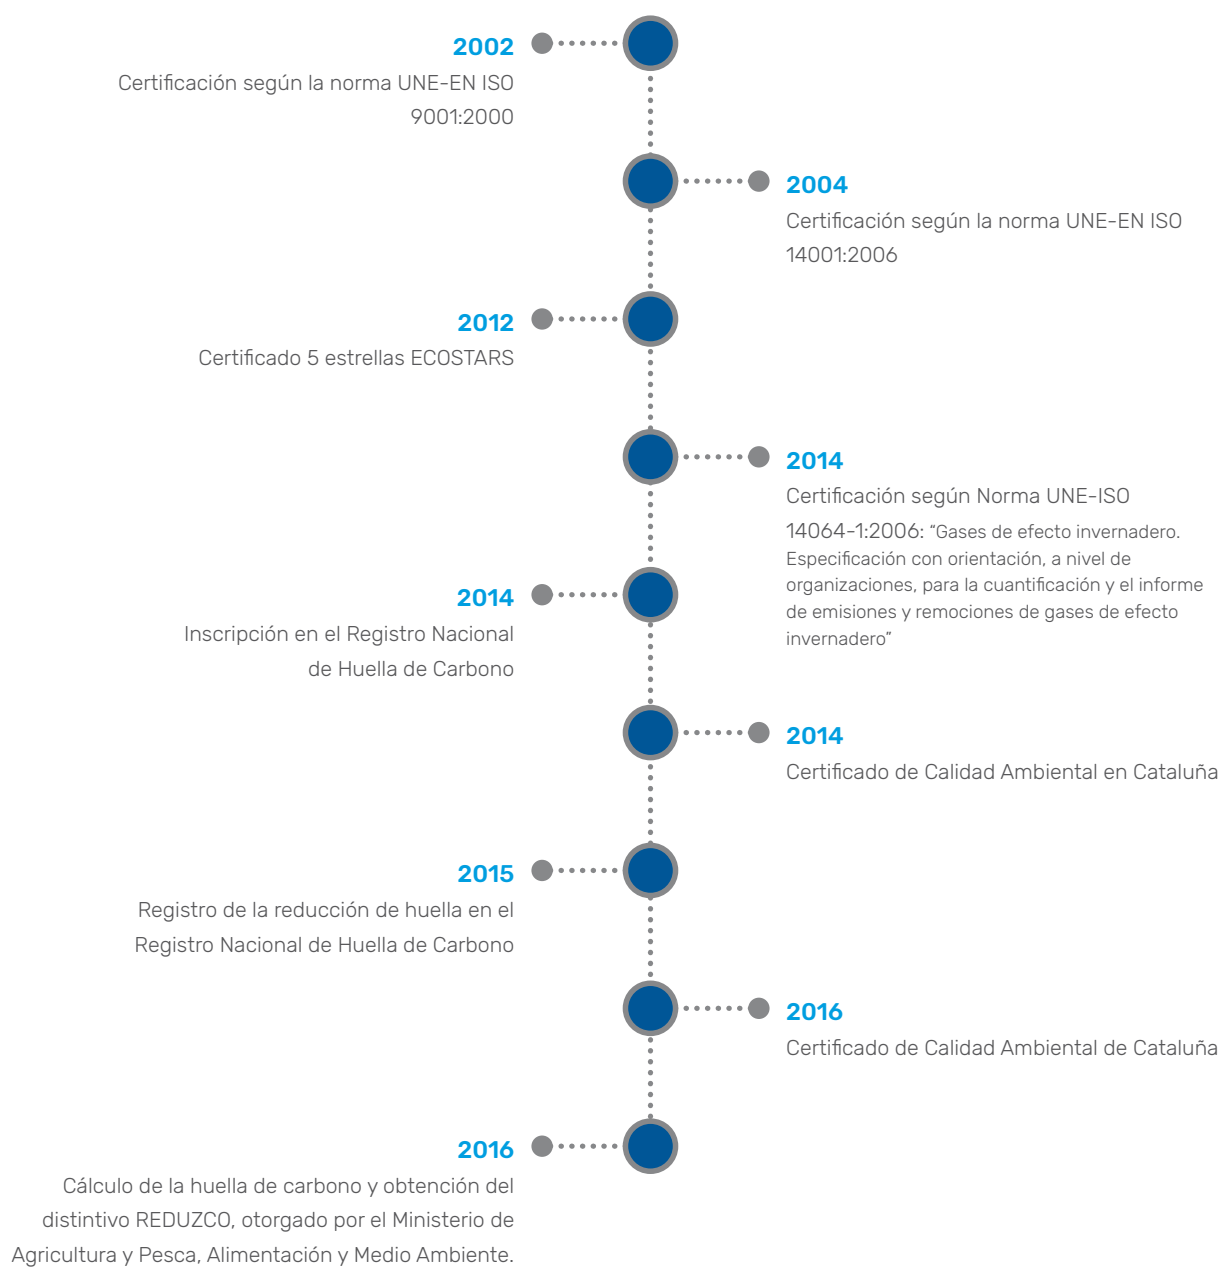 2002
Certificación según la norma UNE-EN ISO
9001:2000
2004
Certificación según la norma UNE-EN ISO
14001:2006
2012
Certificado 5 estrellas ECOSTARS
2014
Certificación según Norma UNE-ISO
14064-1:2006: “Gases de efecto invernadero.
Especificación con orientación, a nivel de
organizaciones, para la cuantificación y el informe
de emisiones y remociones de gases de efecto
invernadero”
2014
Inscripción en el Registro Nacional
de Huella de Carbono
2014
Certificado de Calidad Ambiental en Cataluña
2015
Registro de la reducción de huella en el
Registro Nacional de Huella de Carbono
2016
Certificado de Calidad Ambiental de Cataluña
2016
Cálculo de la huella de carbono y obtención del
distintivo REDUZCO, otorgado por el Ministerio de
Agricultura y Pesca, Alimentación y Medio Ambiente.